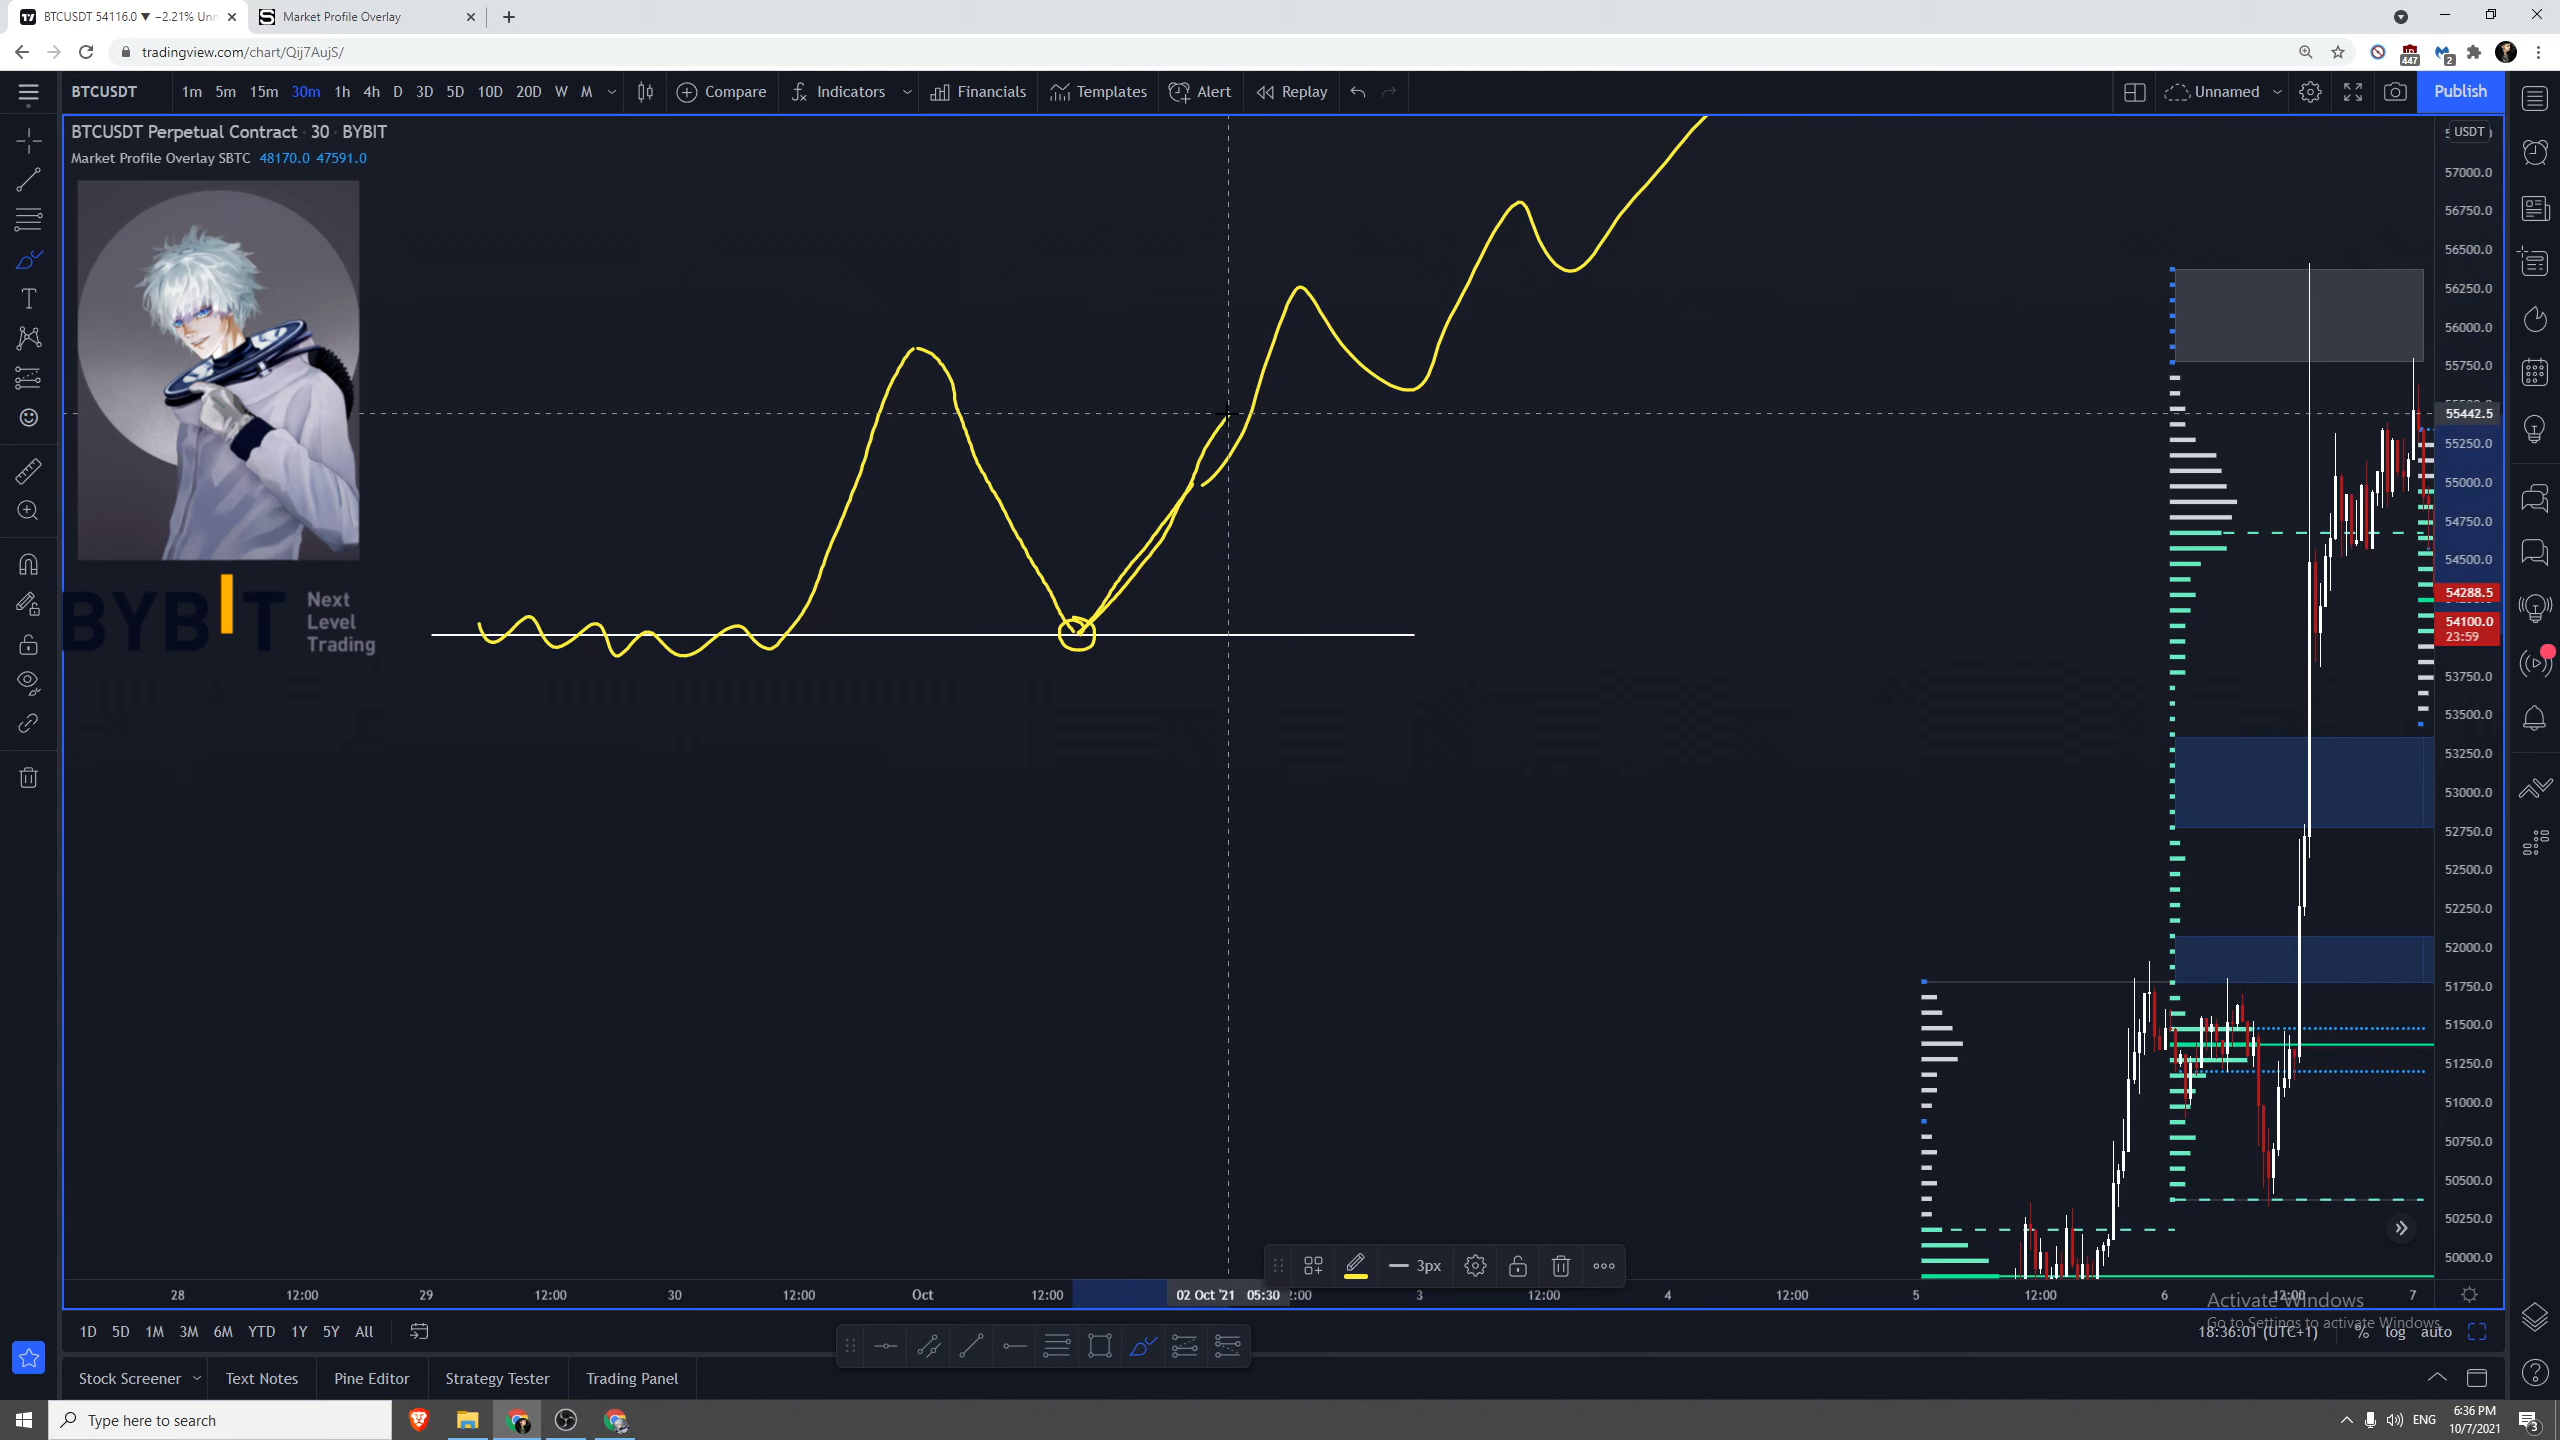 BTCUSDT 54116.0 ▼ −2.21% Unn
Market Profile Overlay
tradingview.com/chart/Qij7AujS/
447
2
BTCUSDT 1m 5m 15m 30m 1h 4h D 3D 5D 10D 20D W M Compare Indicators Financials Templates Alert Replay Unnamed Publish
BTCUSDT Perpetual Contract · 30 · BYBIT
Market Profile Overlay SBTC 48170.0 47591.0
BYBIT
Next
Level
Trading
USDT
57000.0
56750.0
56500.0
56250.0
56000.0
55750.0
55442.5
55250.0
55000.0
54750.0
54500.0
54288.5
54100.0
23:59
53750.0
53500.0
53250.0
53000.0
52750.0
52500.0
52250.0
52000.0
51750.0
51500.0
51250.0
51000.0
50750.0
50500.0
50250.0
50000.0
3px
28 12:00 29 12:00 30 12:00 Oct 12:00 02 Oct '21 05:30 2:00 3 12:00 4 12:00 5 12:00 6 12:00 7
Activate Windows
Go to Settings to activate Windows.
1D 5D 1M 3M 6M YTD 1Y 5Y All
18:36:01 (UTC+1) % log auto
Stock Screener Text Notes Pine Editor Strategy Tester Trading Panel
Type here to search
ENG
6:36 PM
10/7/2021
3